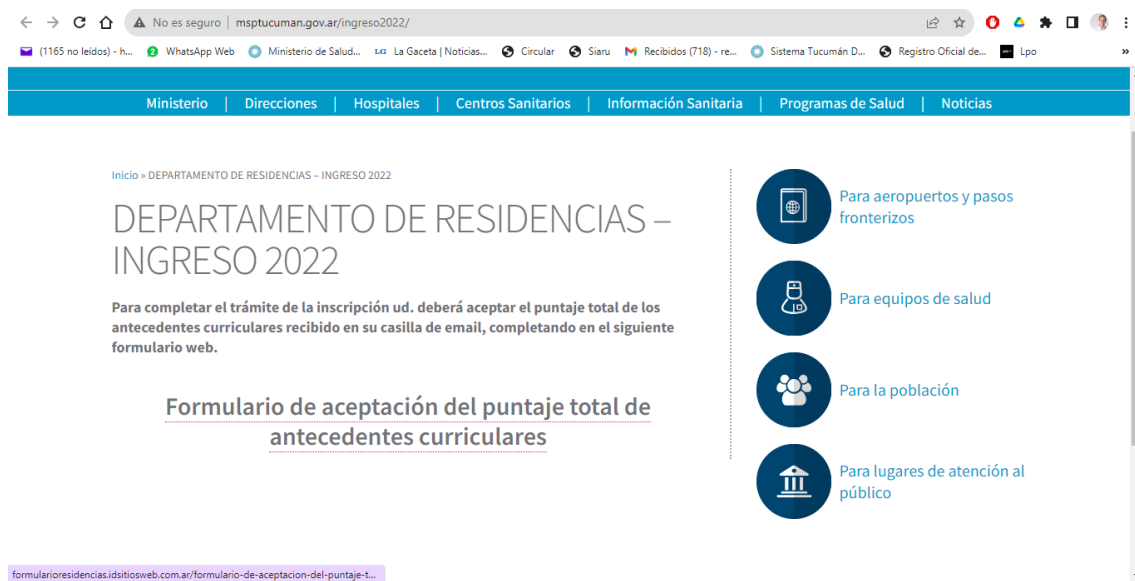 No es seguro | msptucuman.gov.ar/ingreso2022/
(1165 no leídos) - h... WhatsApp Web Ministerio de Salud... LG La Gaceta | Noticias... Circular Siaru Recibidos (718) - re... Sistema Tucumán D... Registro Oficial de... Lpo »
Ministerio | Direcciones | Hospitales | Centros Sanitarios | Información Sanitaria | Programas de Salud | Noticias
Inicio » DEPARTAMENTO DE RESIDENCIAS – INGRESO 2022
DEPARTAMENTO DE RESIDENCIAS –
INGRESO 2022
Para completar el trámite de la inscripción ud. deberá aceptar el puntaje total de los
antecedentes curriculares recibido en su casilla de email, completando en el siguiente
formulario web.
Formulario de aceptación del puntaje total de
antecedentes curriculares
Para aeropuertos y pasos
fronterizos
Para equipos de salud
Para la población
Para lugares de atención al
público
formularioresidencias.idsitiosweb.com.ar/formulario-de-aceptacion-del-puntaje-t...